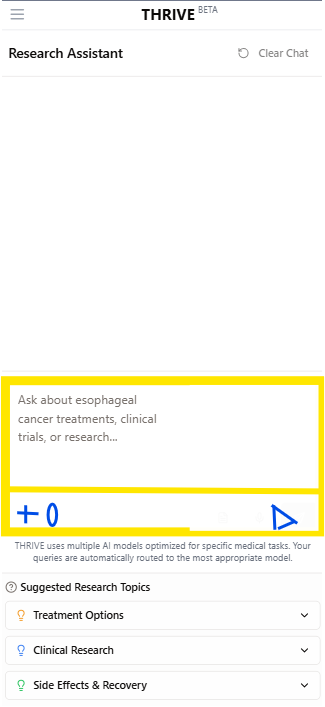 THRIVE BETA
Research Assistant
Clear Chat
Ask about esophageal
cancer treatments, clinical
trials, or research...
+ 0
THRIVE uses multiple AI models optimized for specific medical tasks. Your
queries are automatically routed to the most appropriate model.
Suggested Research Topics
Treatment Options
Clinical Research
Side Effects & Recovery